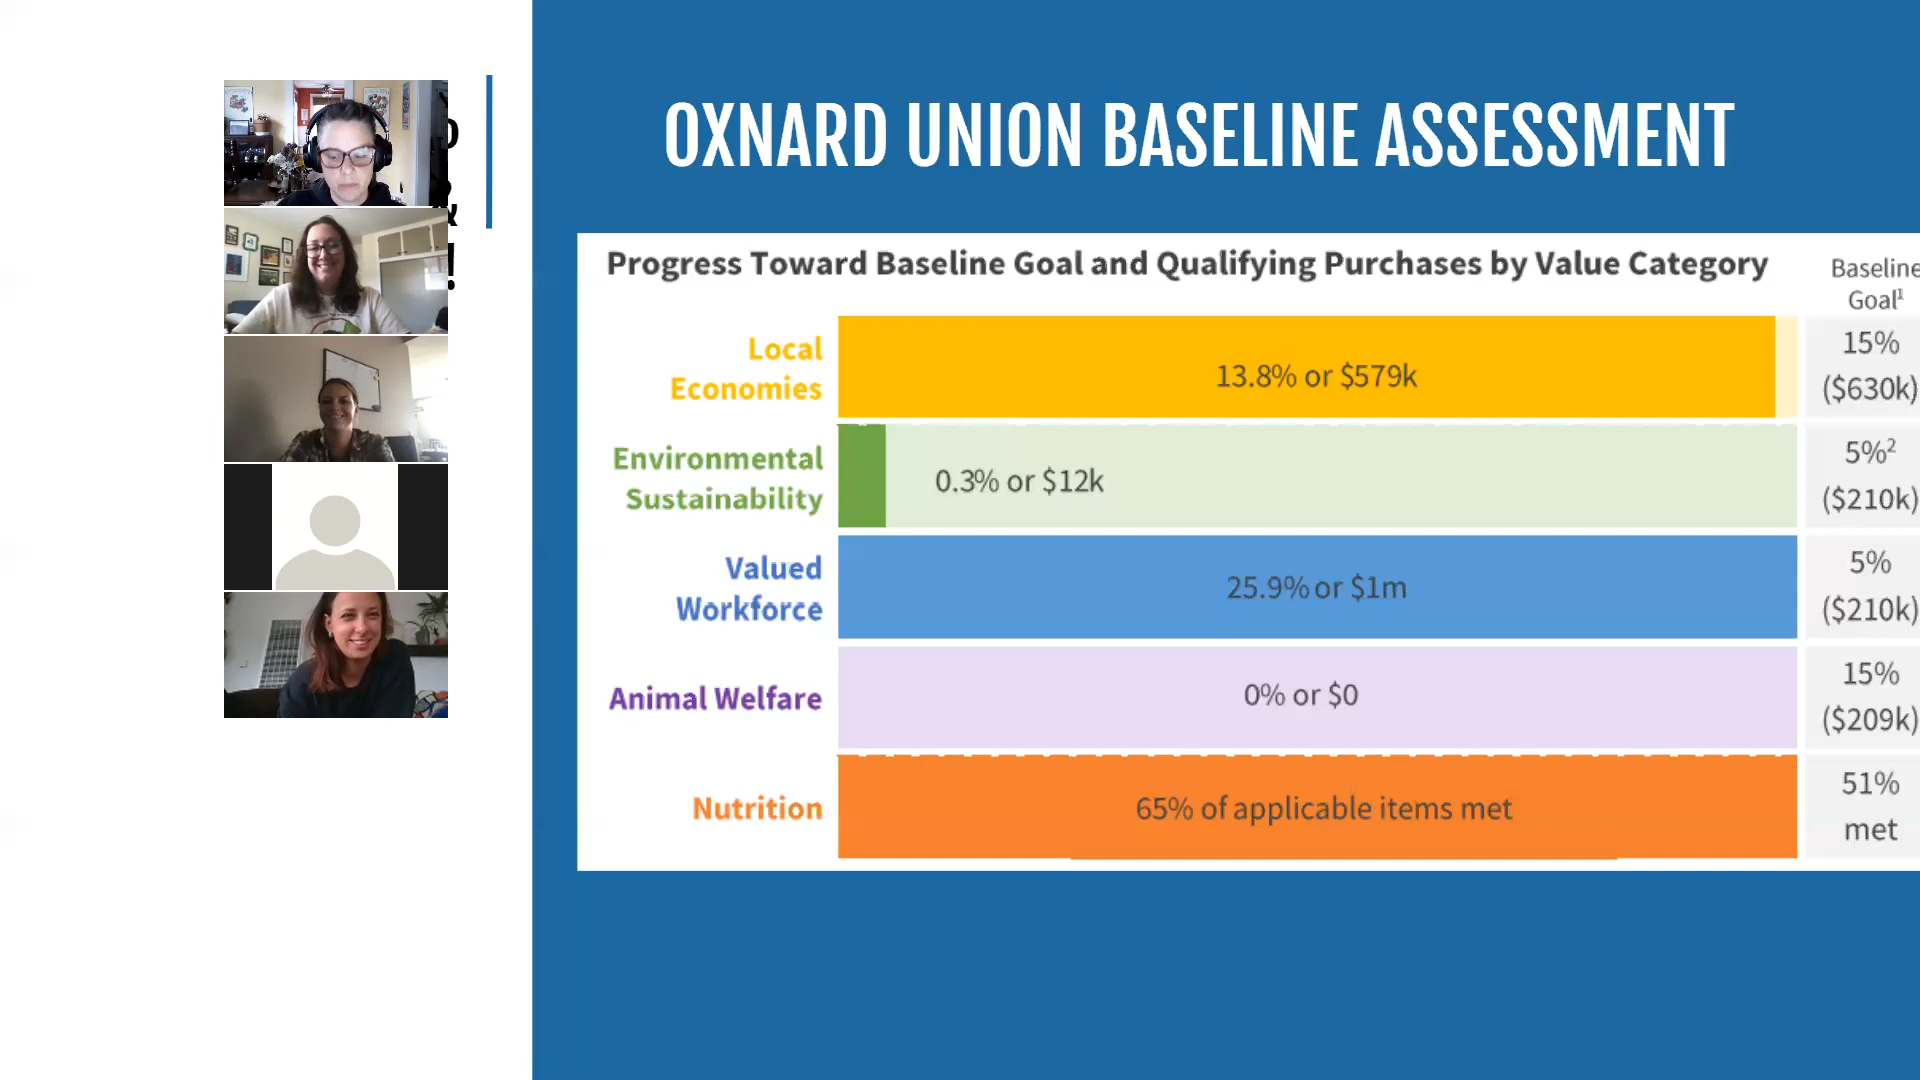 OXNARD UNION BASELINE ASSESSMENT
Progress Toward Baseline Goal and Qualifying Purchases by Value Category
Baseline
Goal¹
Local
Economies
13.8% or $579k
15%
($630k)
Environmental
Sustainability
0.3% or $12k
5%²
($210k)
Valued
Workforce
25.9% or $1m
5%
($210k)
Animal Welfare
0% or $0
15%
($209k)
Nutrition
65% of applicable items met
51%
met